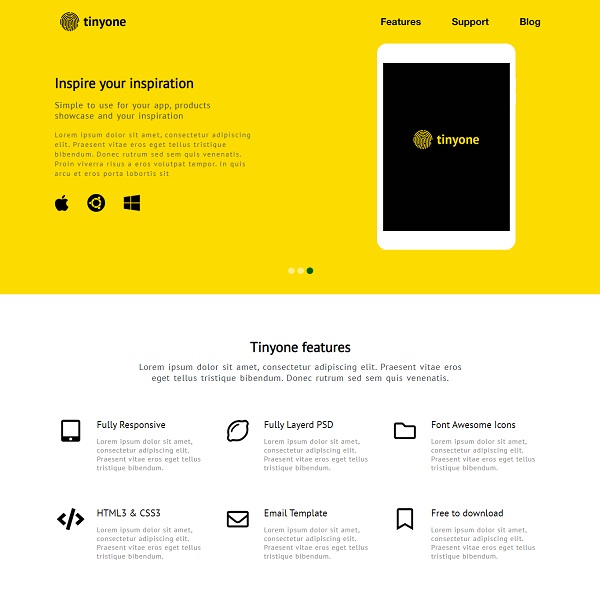 tinyone
Features
Support
Blog
Inspire your inspiration
Simple to use for your app, products
showcase and your inspiration
Lorem ipsum dolor sit amet, consectetur adipiscing
elit. Praesent vitae eros eget tellus tristique
bibendum. Donec rutrum sed sem quis venenatis.
Proin viverra risus a eros volutpat tempor. In quis
arcu et eros porta lobortis sit
tinyone
Tinyone features
Lorem ipsum dolor sit amet, consectetur adipiscing elit. Praesent vitae eros
eget tellus tristique bibendum. Donec rutrum sed sem quis venenatis.
Fully Responsive
Lorem ipsum dolor sit amet,
consectetur adipiscing elit.
Praesent vitae eros eget tellus
tristique bibendum.
Fully Layerd PSD
Lorem ipsum dolor sit amet,
consectetur adipiscing elit.
Praesent vitae eros eget tellus
tristique bibendum.
Font Awesome Icons
Lorem ipsum dolor sit amet,
consectetur adipiscing elit.
Praesent vitae eros eget tellus
tristique bibendum.
HTML3 & CSS3
Lorem ipsum dolor sit amet,
consectetur adipiscing elit.
Praesent vitae eros eget tellus
tristique bibendum.
Email Template
Lorem ipsum dolor sit amet,
consectetur adipiscing elit.
Praesent vitae eros eget tellus
tristique bibendum.
Free to download
Lorem ipsum dolor sit amet,
consectetur adipiscing elit.
Praesent vitae eros eget tellus
tristique bibendum.